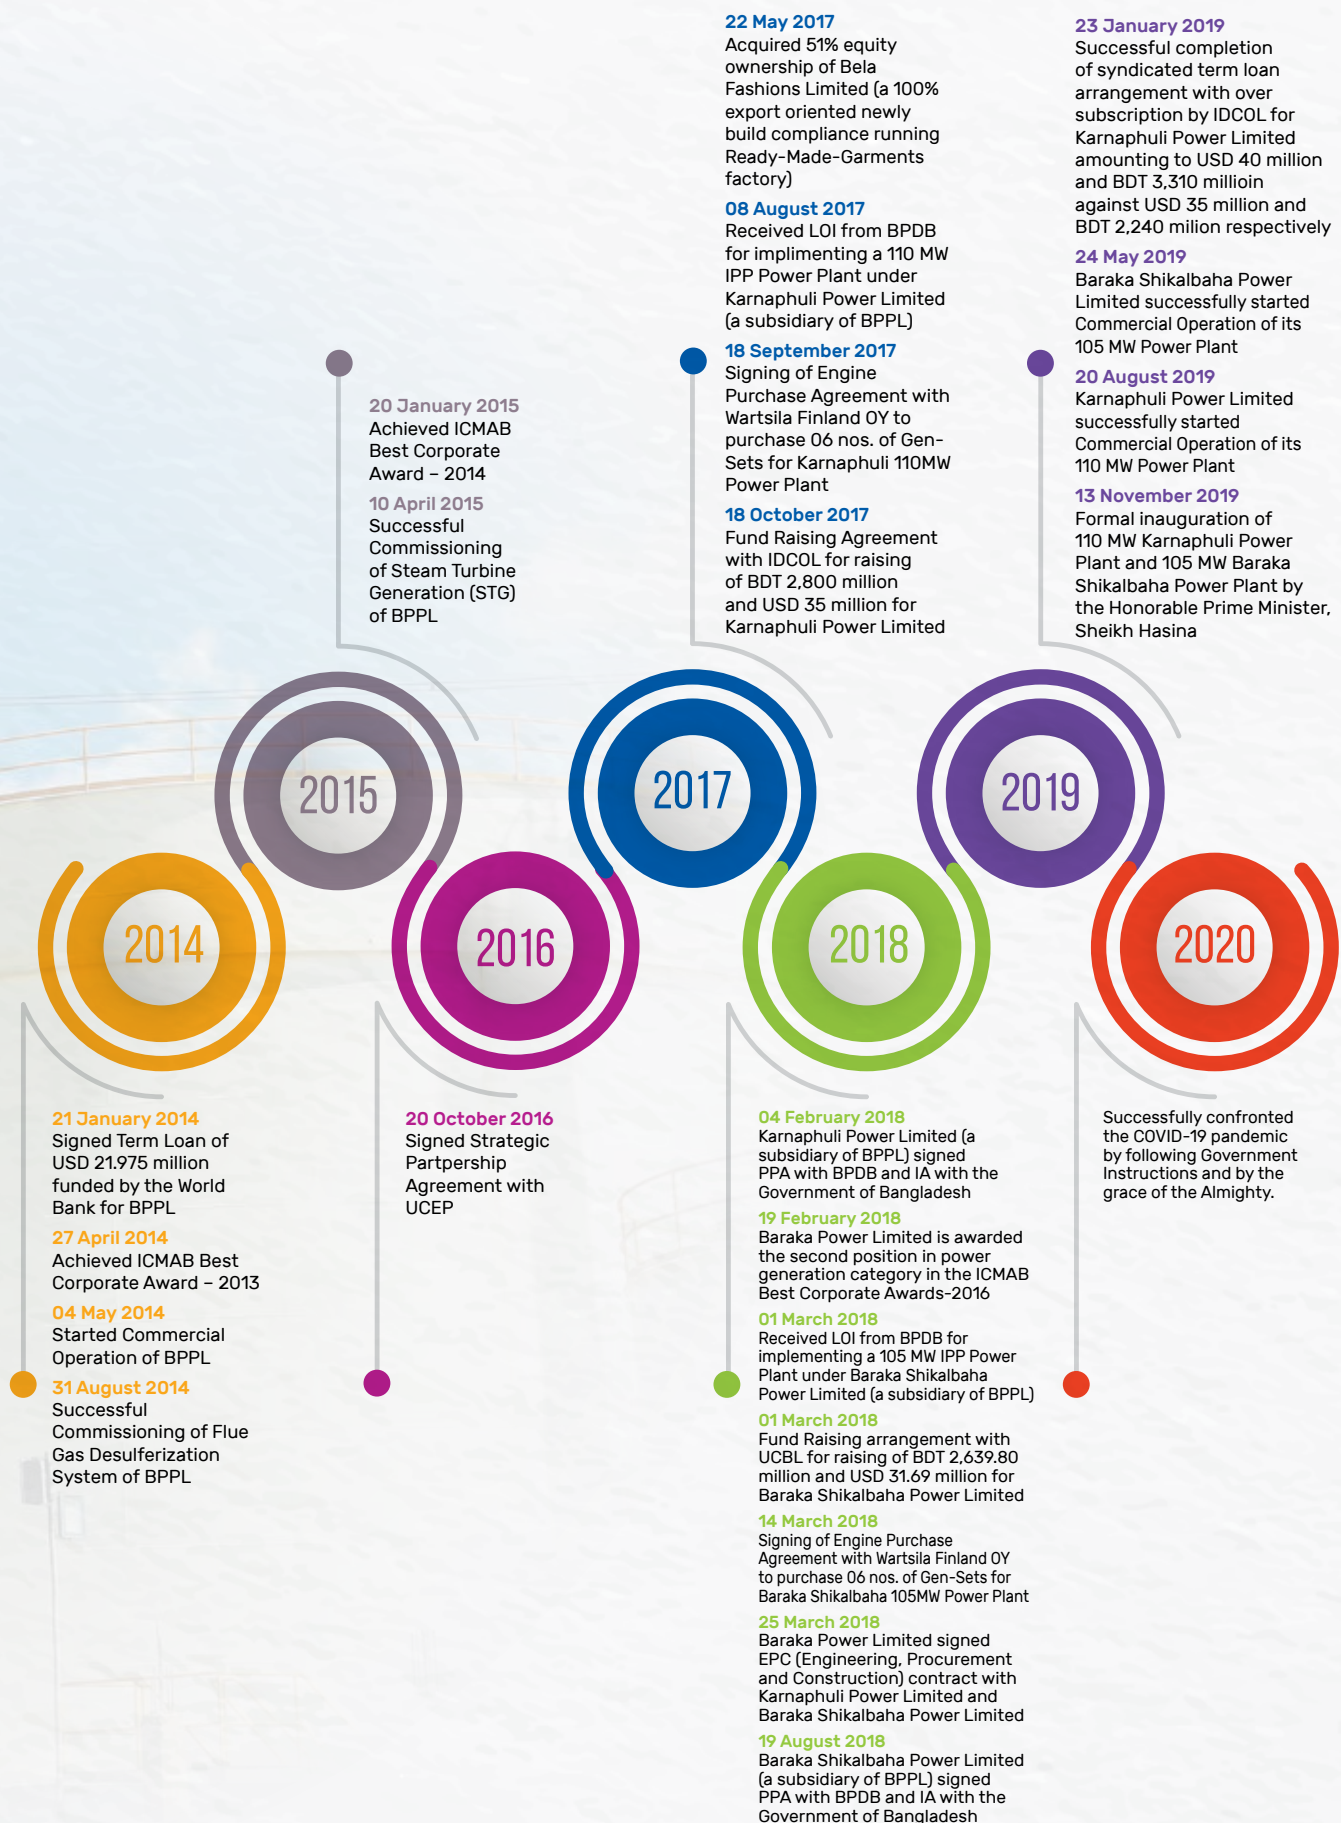 22 May 2017
Acquired 51% equity
ownership of Bela
Fashions Limited (a 100%
export oriented newly
build compliance running
Ready-Made-Garments
factory)
08 August 2017
Received LOI from BPDB
for implimenting a 110 MW
IPP Power Plant under
Karnaphuli Power Limited
(a subsidiary of BPPL)
18 September 2017
Signing of Engine
Purchase Agreement with
Wartsila Finland OY to
purchase 06 nos. of Gen-
Sets for Karnaphuli 110MW
Power Plant
18 October 2017
Fund Raising Agreement
with IDCOL for raising
of BDT 2,800 million
and USD 35 million for
Karnaphuli Power Limited
23 January 2019
Successful completion
of syndicated term loan
arrangement with over
subscription by IDCOL for
Karnaphuli Power Limited
amounting to USD 40 million
and BDT 3,310 millioin
against USD 35 million and
BDT 2,240 milion respectively
24 May 2019
Baraka Shikalbaha Power
Limited successfully started
Commercial Operation of its
105 MW Power Plant
20 August 2019
Karnaphuli Power Limited
successfully started
Commercial Operation of its
110 MW Power Plant
13 November 2019
Formal inauguration of
110 MW Karnaphuli Power
Plant and 105 MW Baraka
Shikalbaha Power Plant by
the Honorable Prime Minister,
Sheikh Hasina
20 January 2015
Achieved ICMAB
Best Corporate
Award – 2014
10 April 2015
Successful
Commissioning
of Steam Turbine
Generation (STG)
of BPPL
2015
2017
2019
2014
2016
2018
2020
21 January 2014
Signed Term Loan of
USD 21.975 million
funded by the World
Bank for BPPL
27 April 2014
Achieved ICMAB Best
Corporate Award – 2013
04 May 2014
Started Commercial
Operation of BPPL
31 August 2014
Successful
Commissioning of Flue
Gas Desulferization
System of BPPL
20 October 2016
Signed Strategic
Partpership
Agreement with
UCEP
04 February 2018
Karnaphuli Power Limited (a
subsidiary of BPPL) signed
PPA with BPDB and IA with the
Government of Bangladesh
19 February 2018
Baraka Power Limited is awarded
the second position in power
generation category in the ICMAB
Best Corporate Awards-2016
01 March 2018
Received LOI from BPDB for
implementing a 105 MW IPP Power
Plant under Baraka Shikalbaha
Power Limited (a subsidiary of BPPL)
01 March 2018
Fund Raising arrangement with
UCBL for raising of BDT 2,639.80
million and USD 31.69 million for
Baraka Shikalbaha Power Limited
14 March 2018
Signing of Engine Purchase
Agreement with Wartsila Finland OY
to purchase 06 nos. of Gen-Sets for
Baraka Shikalbaha 105MW Power Plant
25 March 2018
Baraka Power Limited signed
EPC (Engineering, Procurement
and Construction) contract with
Karnaphuli Power Limited and
Baraka Shikalbaha Power Limited
19 August 2018
Baraka Shikalbaha Power Limited
(a subsidiary of BPPL) signed
PPA with BPDB and IA with the
Government of Bangladesh
Successfully confronted
the COVID-19 pandemic
by following Government
Instructions and by the
grace of the Almighty.